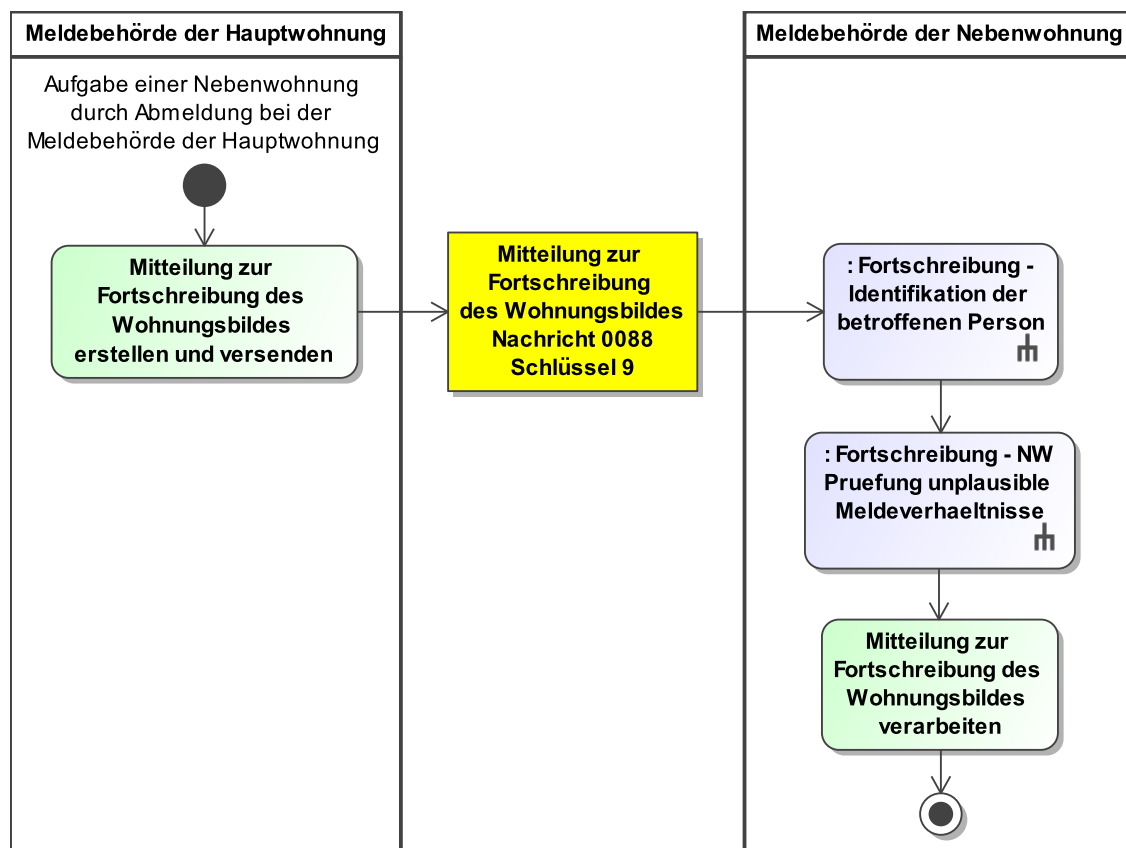 Meldebehörde der Hauptwohnung
Aufgabe einer Nebenwohnung
durch Abmeldung bei der
Meldebehörde der Hauptwohnung
Mitteilung zur
Fortschreibung des
Wohnungsbildes
erstellen und versenden
Mitteilung zur
Fortschreibung
des Wohnungsbildes
Nachricht 0088
Schlüssel 9
Meldebehörde der Nebenwohnung
: Fortschreibung -
Identifikation der
betroffenen Person
: Fortschreibung - NW
Pruefung unplausible
Meldeverhaeltnisse
Mitteilung zur
Fortschreibung des
Wohnungsbildes
verarbeiten